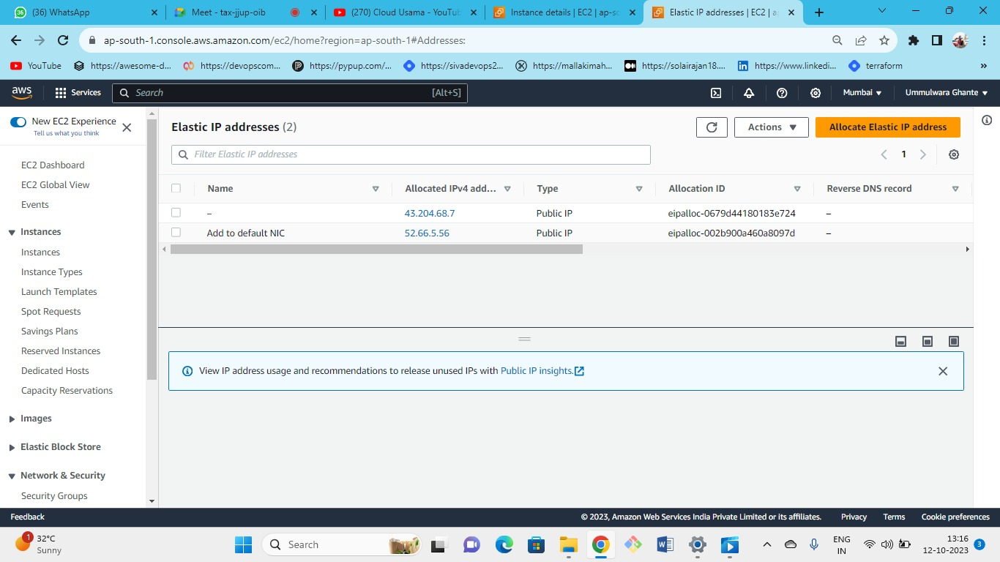 (36) WhatsApp
Meet - tax-jjup-oib
(270) Cloud Usama - YouTub
Instance details | EC2 | ap-so
Elastic IP addresses | EC2 | a
ap-south-1.console.aws.amazon.com/ec2/home?region=ap-south-1#Addresses:
YouTube
https://awesome-d...
https://devopscom...
https://pypup.com/...
https://sivadevops2...
https://mallakimah...
https://solairajan18....
https://www.linkedi...
terraform
aws
Services
Search
[Alt+S]
Mumbai
Ummulwara Ghante
New EC2 Experience
Tell us what you think
EC2 Dashboard
EC2 Global View
Events
Instances
Instances
Instance Types
Launch Templates
Spot Requests
Savings Plans
Reserved Instances
Dedicated Hosts
Capacity Reservations
Images
Elastic Block Store
Network & Security
Security Groups
Elastic IP addresses (2)
Actions
Allocate Elastic IP address
Filter Elastic IP addresses
1
Name Allocated IPv4 add... Type Allocation ID Reverse DNS record
– 43.204.68.7 Public IP eipalloc-0679d44180183e724 –
Add to default NIC 52.66.5.56 Public IP eipalloc-002b900a460a8097d –
View IP address usage and recommendations to release unused IPs with Public IP insights.
Feedback
© 2023, Amazon Web Services India Private Limited or its affiliates.
Privacy
Terms
Cookie preferences
1
32°C
Sunny
Search
ENG
IN
13:16
12-10-2023
3